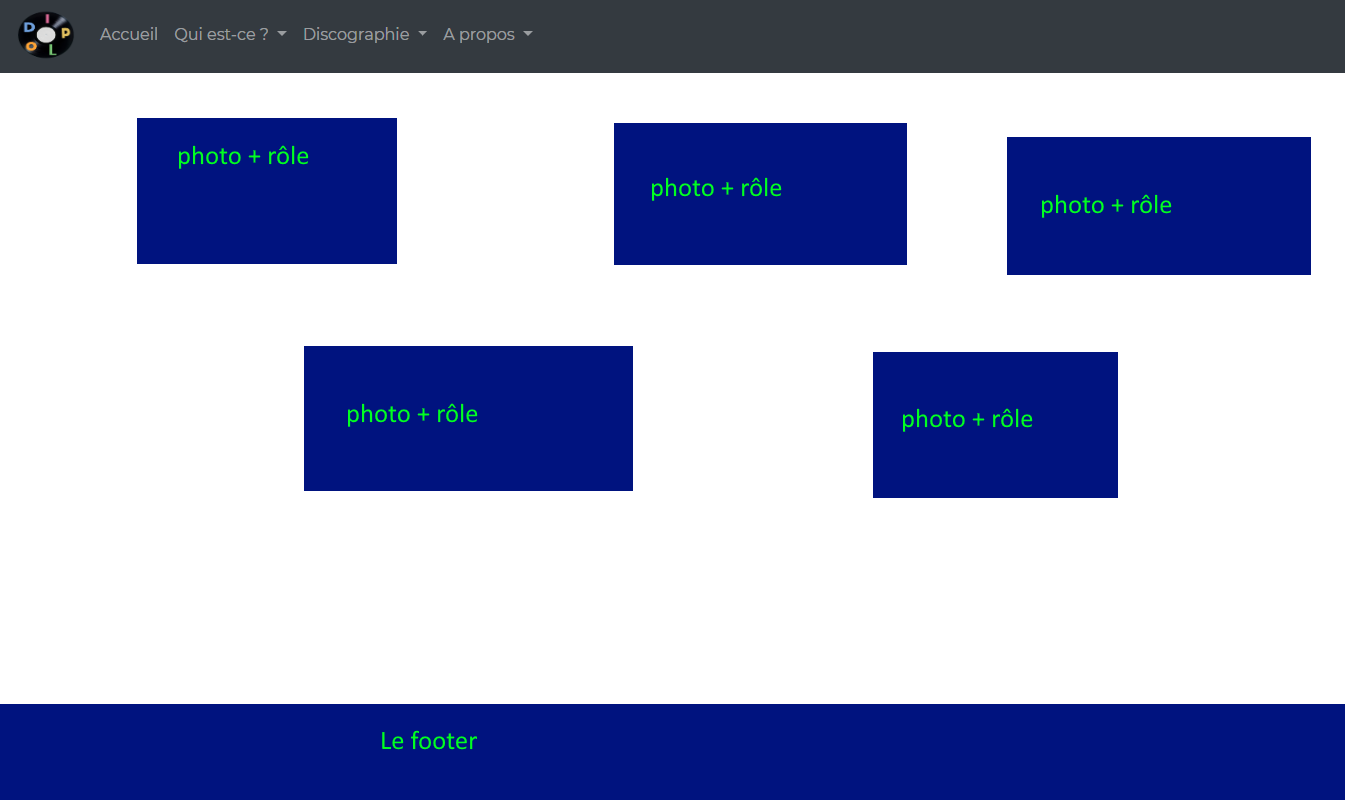 D I P O L
Accueil Qui est-ce ? Discographie A propos
photo + rôle
photo + rôle
photo + rôle
photo + rôle
photo + rôle
Le footer